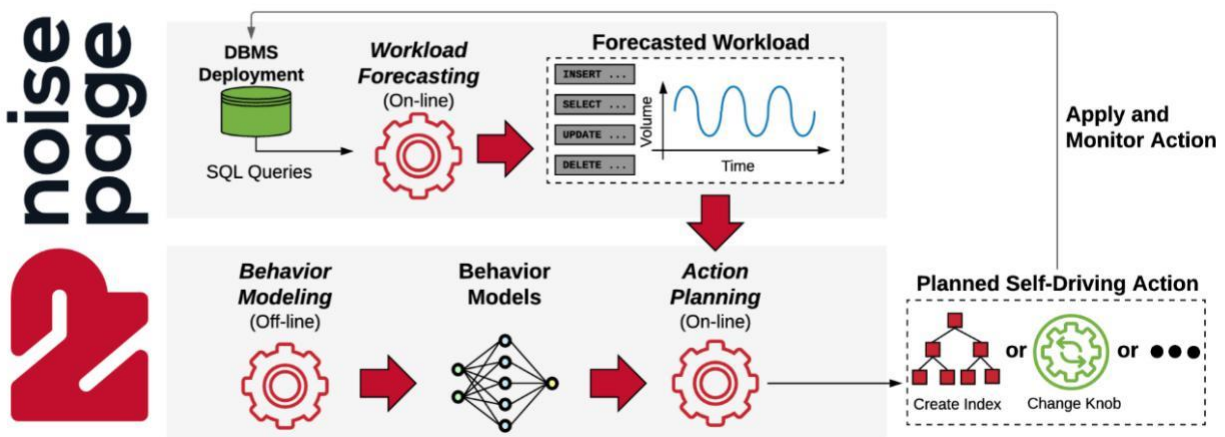 noise
page
DBMS
Deployment
SQL Queries
Workload
Forecasting
(On-line)
Forecasted Workload
INSERT ...
SELECT ...
UPDATE ...
DELETE ...
Volume
Time
Apply and
Monitor Action
Behavior
Modeling
(Off-line)
Behavior
Models
Action
Planning
(On-line)
Planned Self-Driving Action
or
or
Create Index
Change Knob